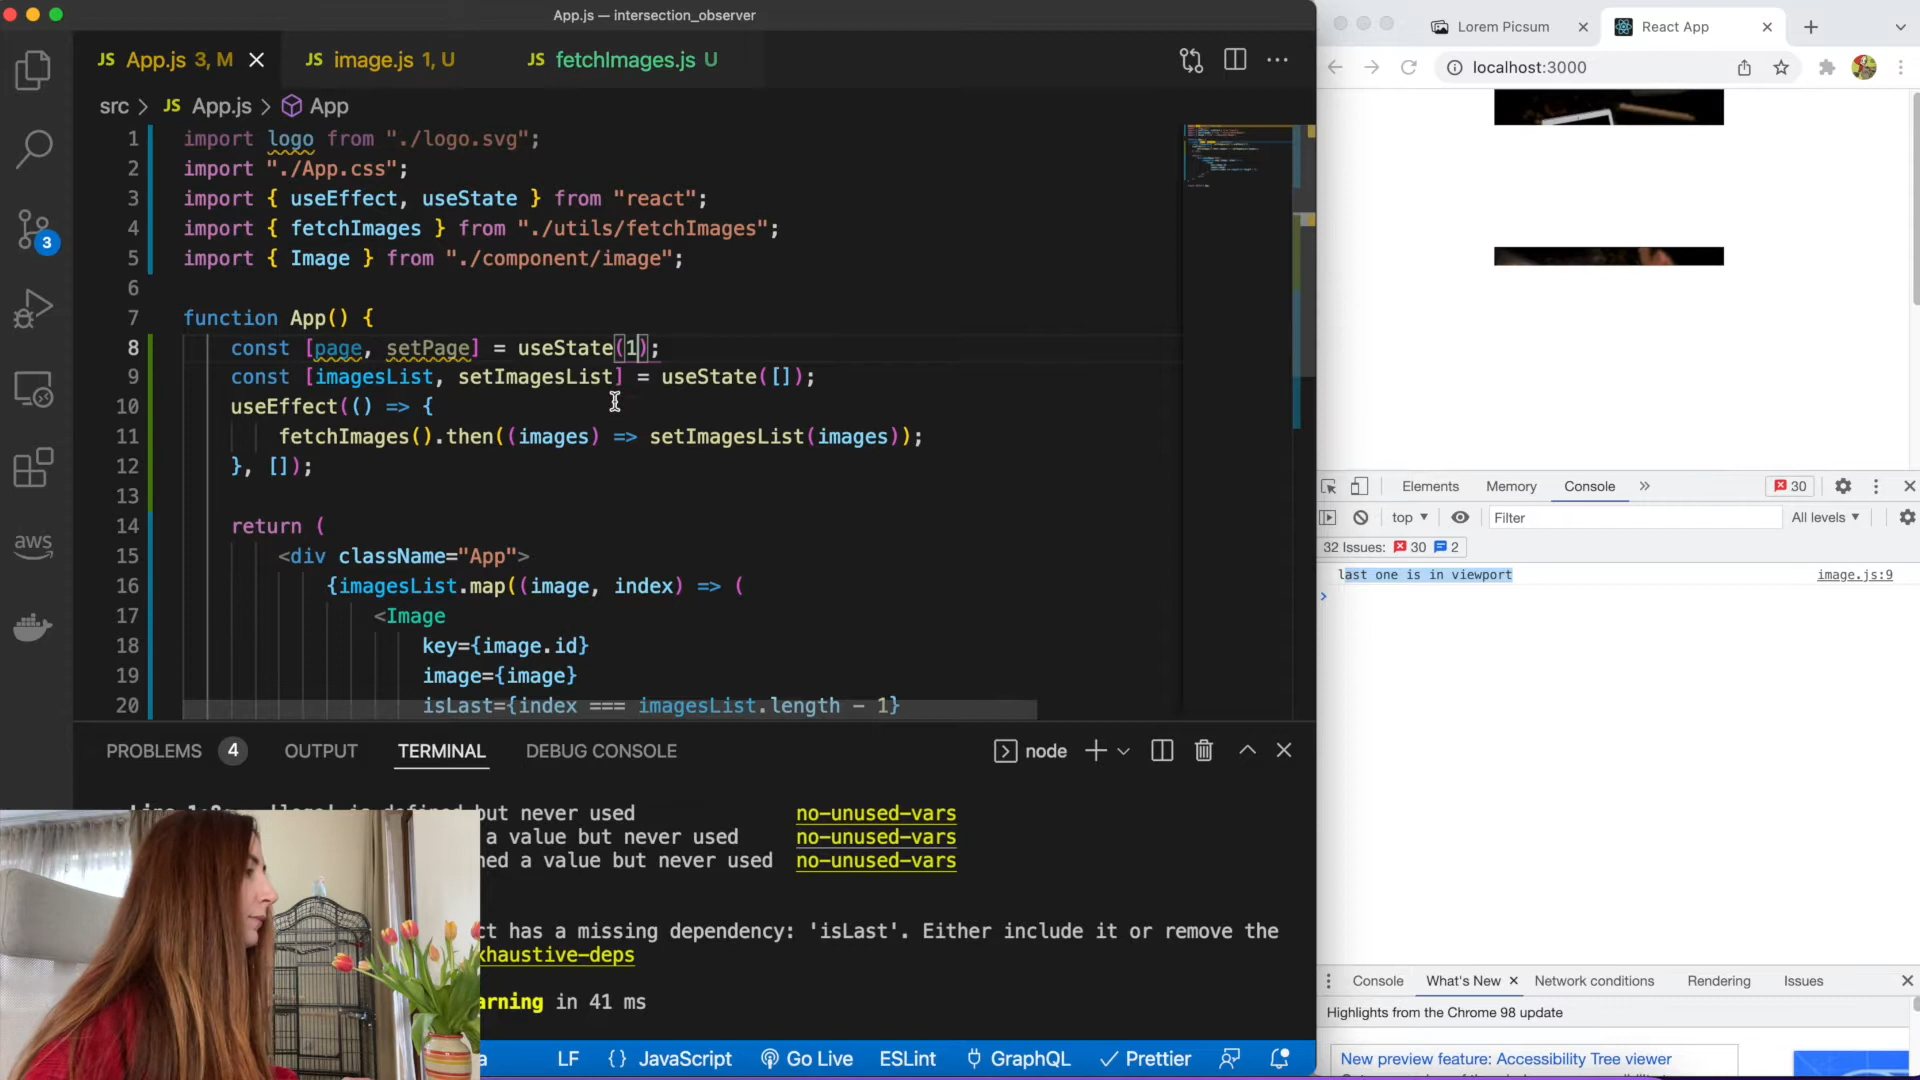 App.js — intersection_observer
JS App.js 3, M
JS image.js 1, U
JS fetchImages.js U
src > JS App.js > App
1 import logo from "./logo.svg";
2 import "./App.css";
3 import { useEffect, useState } from "react";
4 import { fetchImages } from "./utils/fetchImages";
5 import { Image } from "./component/image";
6
7 function App() {
8 const [page, setPage] = useState(1);
9 const [imagesList, setImagesList] = useState([]);
10 useEffect(() => {
11 fetchImages().then((images) => setImagesList(images));
12 }, []);
13
14 return (
15 <div className="App">
16 {imagesList.map((image, index) => (
17 <Image
18 key={image.id}
19 image={image}
20 isLast={index === imagesList.length - 1}
3
aws
PROBLEMS 4 OUTPUT TERMINAL DEBUG CONSOLE
node
is defined but never used no-unused-vars
a value but never used no-unused-vars
ned a value but never used no-unused-vars
ct has a missing dependency: 'isLast'. Either include it or remove the
xhaustive-deps
arning in 41 ms
LF {} JavaScript Go Live ESLint GraphQL Prettier
Lorem Picsum
React App
localhost:3000
Elements Memory Console » 30
top Filter All levels
32 Issues: 30 2
last one is in viewport image.js:9
Console What's New Network conditions Rendering Issues
Highlights from the Chrome 98 update
New preview feature: Accessibility Tree viewer